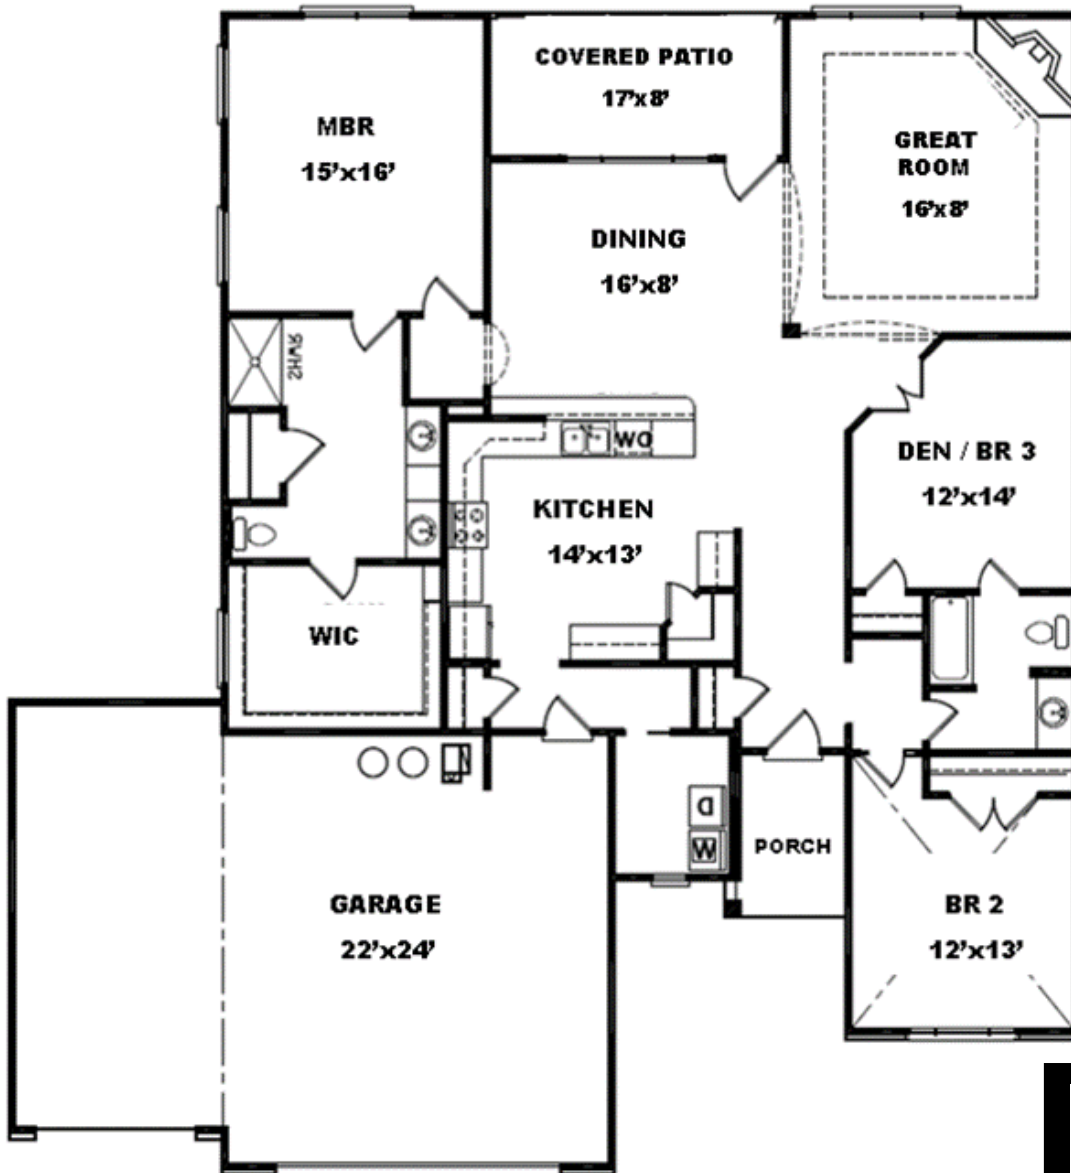 COVERED PATIO
17'x8'
MBR
15'x16'
GREAT
ROOM
16'x8'
DINING
16'x8'
SHWR
DW
DEN / BR 3
12'x14'
KITCHEN
14'x13'
WIC
D
W
PORCH
GARAGE
22'x24'
BR 2
12'x13'